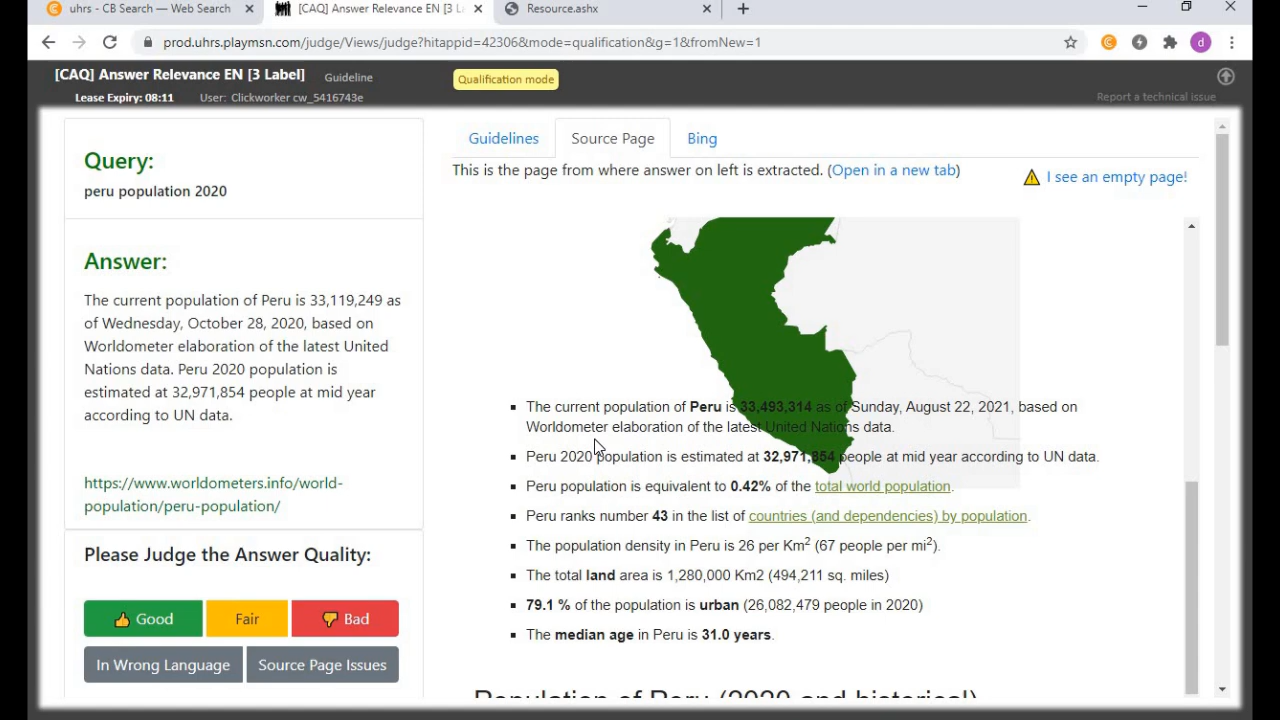 uhrs - CB Search — Web Search
[CAQ] Answer Relevance EN [3 L
Resource.ashx
prod.uhrs.playmsn.com/judge/Views/judge?hitappid=42306&mode=qualification&g=1&fromNew=1
d
[CAQ] Answer Relevance EN [3 Label]
Guideline
Qualification mode
Lease Expiry: 08:11
User: Clickworker cw_5416743e
Report a technical issue
Query:
peru population 2020
Answer:
The current population of Peru is 33,119,249 as
of Wednesday, October 28, 2020, based on
Worldometer elaboration of the latest United
Nations data. Peru 2020 population is
estimated at 32,971,854 people at mid year
according to UN data.
https://www.worldometers.info/world-
population/peru-population/
Please Judge the Answer Quality:
Good
Fair
Bad
In Wrong Language
Source Page Issues
Guidelines
Source Page
Bing
This is the page from where answer on left is extracted. (Open in a new tab)
I see an empty page!
The current population of Peru is 33,493,314 as of Sunday, August 22, 2021, based on
Worldometer elaboration of the latest United Nations data.
Peru 2020 population is estimated at 32,971,854 people at mid year according to UN data.
Peru population is equivalent to 0.42% of the total world population.
Peru ranks number 43 in the list of countries (and dependencies) by population.
The population density in Peru is 26 per Km2 (67 people per mi2).
The total land area is 1,280,000 Km2 (494,211 sq. miles)
79.1 % of the population is urban (26,082,479 people in 2020)
The median age in Peru is 31.0 years.
Population of Peru (2020 and historical)